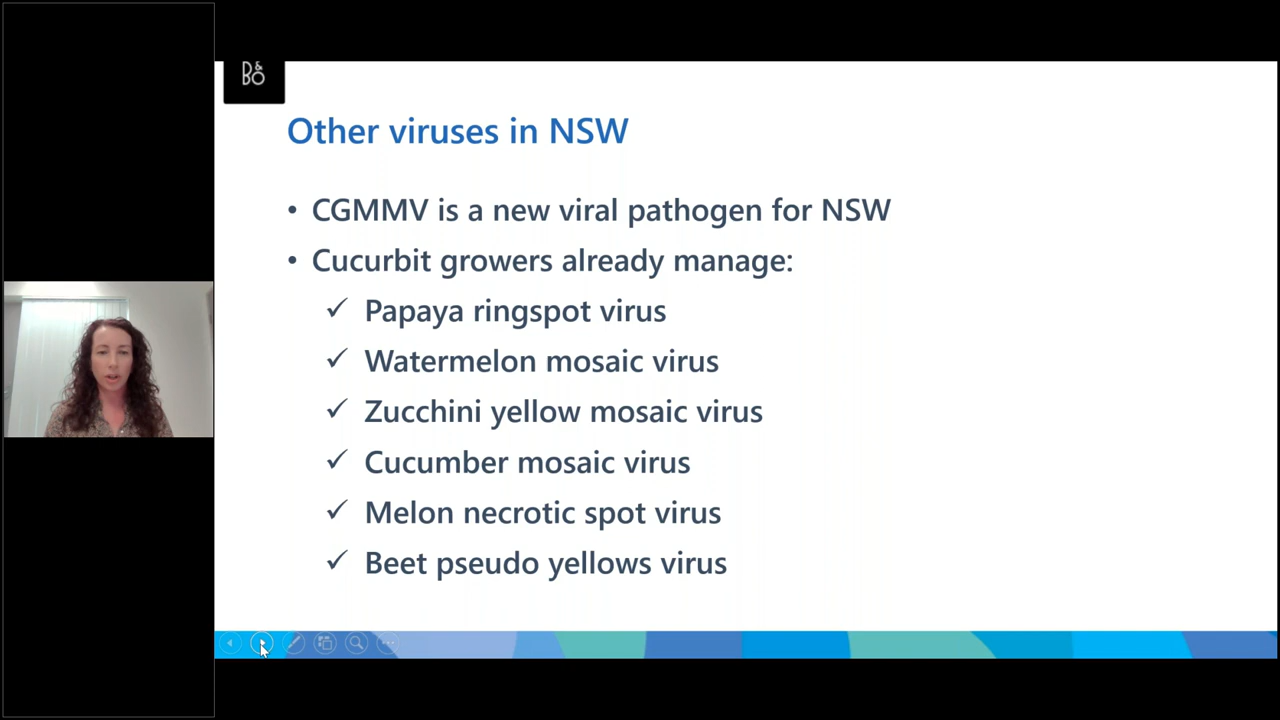 B&
BO
Other viruses in NSW
• CGMMV is a new viral pathogen for NSW
• Cucurbit growers already manage:
✓ Papaya ringspot virus
✓ Watermelon mosaic virus
✓ Zucchini yellow mosaic virus
✓ Cucumber mosaic virus
✓ Melon necrotic spot virus
✓ Beet pseudo yellows virus